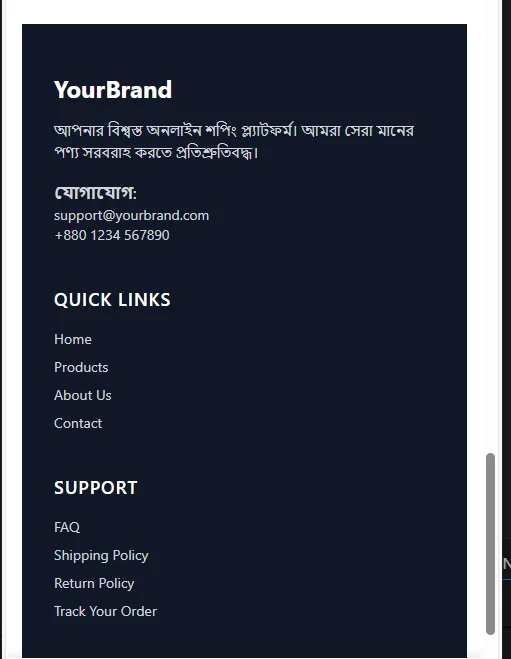 YourBrand
আপনার বিশ্বস্ত অনলাইন শপিং প্ল্যাটফর্ম। আমরা সেরা মানের
পণ্য সরবরাহ করতে প্রতিশ্রুতিবদ্ধ।
যোগাযোগ:
support@yourbrand.com
+880 1234 567890
QUICK LINKS
Home
Products
About Us
Contact
SUPPORT
FAQ
Shipping Policy
Return Policy
Track Your Order